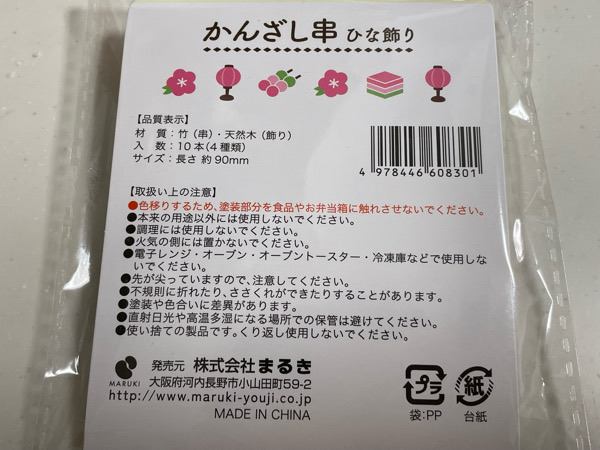 かんざし串 ひな飾り
【品質表示】
材 質：竹（串）・天然木（飾り）
入 数：10本（4種類）
サイズ：長さ 約90mm
4 978446 608301
【取扱い上の注意】
●色移りするため、塗装部分を食品やお弁当箱に触れさせないでください。
●本来の用途以外には使用しないでください。
●調理には使用しないでください。
●火気の側には置かないでください。
●電子レンジ・オーブン・オーブントースター・冷凍庫などで使用しな
いでください。
●先が尖っていますので、注意してください。
●不規則に折れたり、ささくれができたりすることがあります。
●塗装や色合いに差異があります。
●直射日光や高温多湿になる場所での保管は避けてください。
●使い捨ての製品です。くり返し使用しないでください。
MARUKI
発売元 株式会社まるき
大阪府河内長野市小山田町59-2
http://www.maruki-youji.co.jp
MADE IN CHINA
プラ
袋:PP
紙
台紙